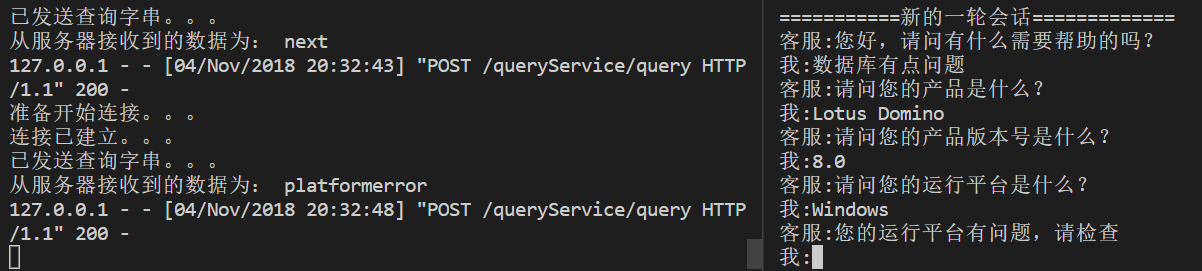 已发送查询字串。。。
从服务器接收到的数据为： next
127.0.0.1 - - [04/Nov/2018 20:32:43] "POST /queryService/query HTTP
/1.1" 200 -
准备开始连接。。。
连接已建立。。。
已发送查询字串。。。
从服务器接收到的数据为： platformerror
127.0.0.1 - - [04/Nov/2018 20:32:48] "POST /queryService/query HTTP
/1.1" 200 -
===========新的一轮会话=============
客服:您好，请问有什么需要帮助的吗？
我:数据库有点问题
客服:请问您的产品是什么？
我:Lotus Domino
客服:请问您的产品版本号是什么？
我:8.0
客服:请问您的运行平台是什么？
我:Windows
客服:您的运行平台有问题，请检查
我: